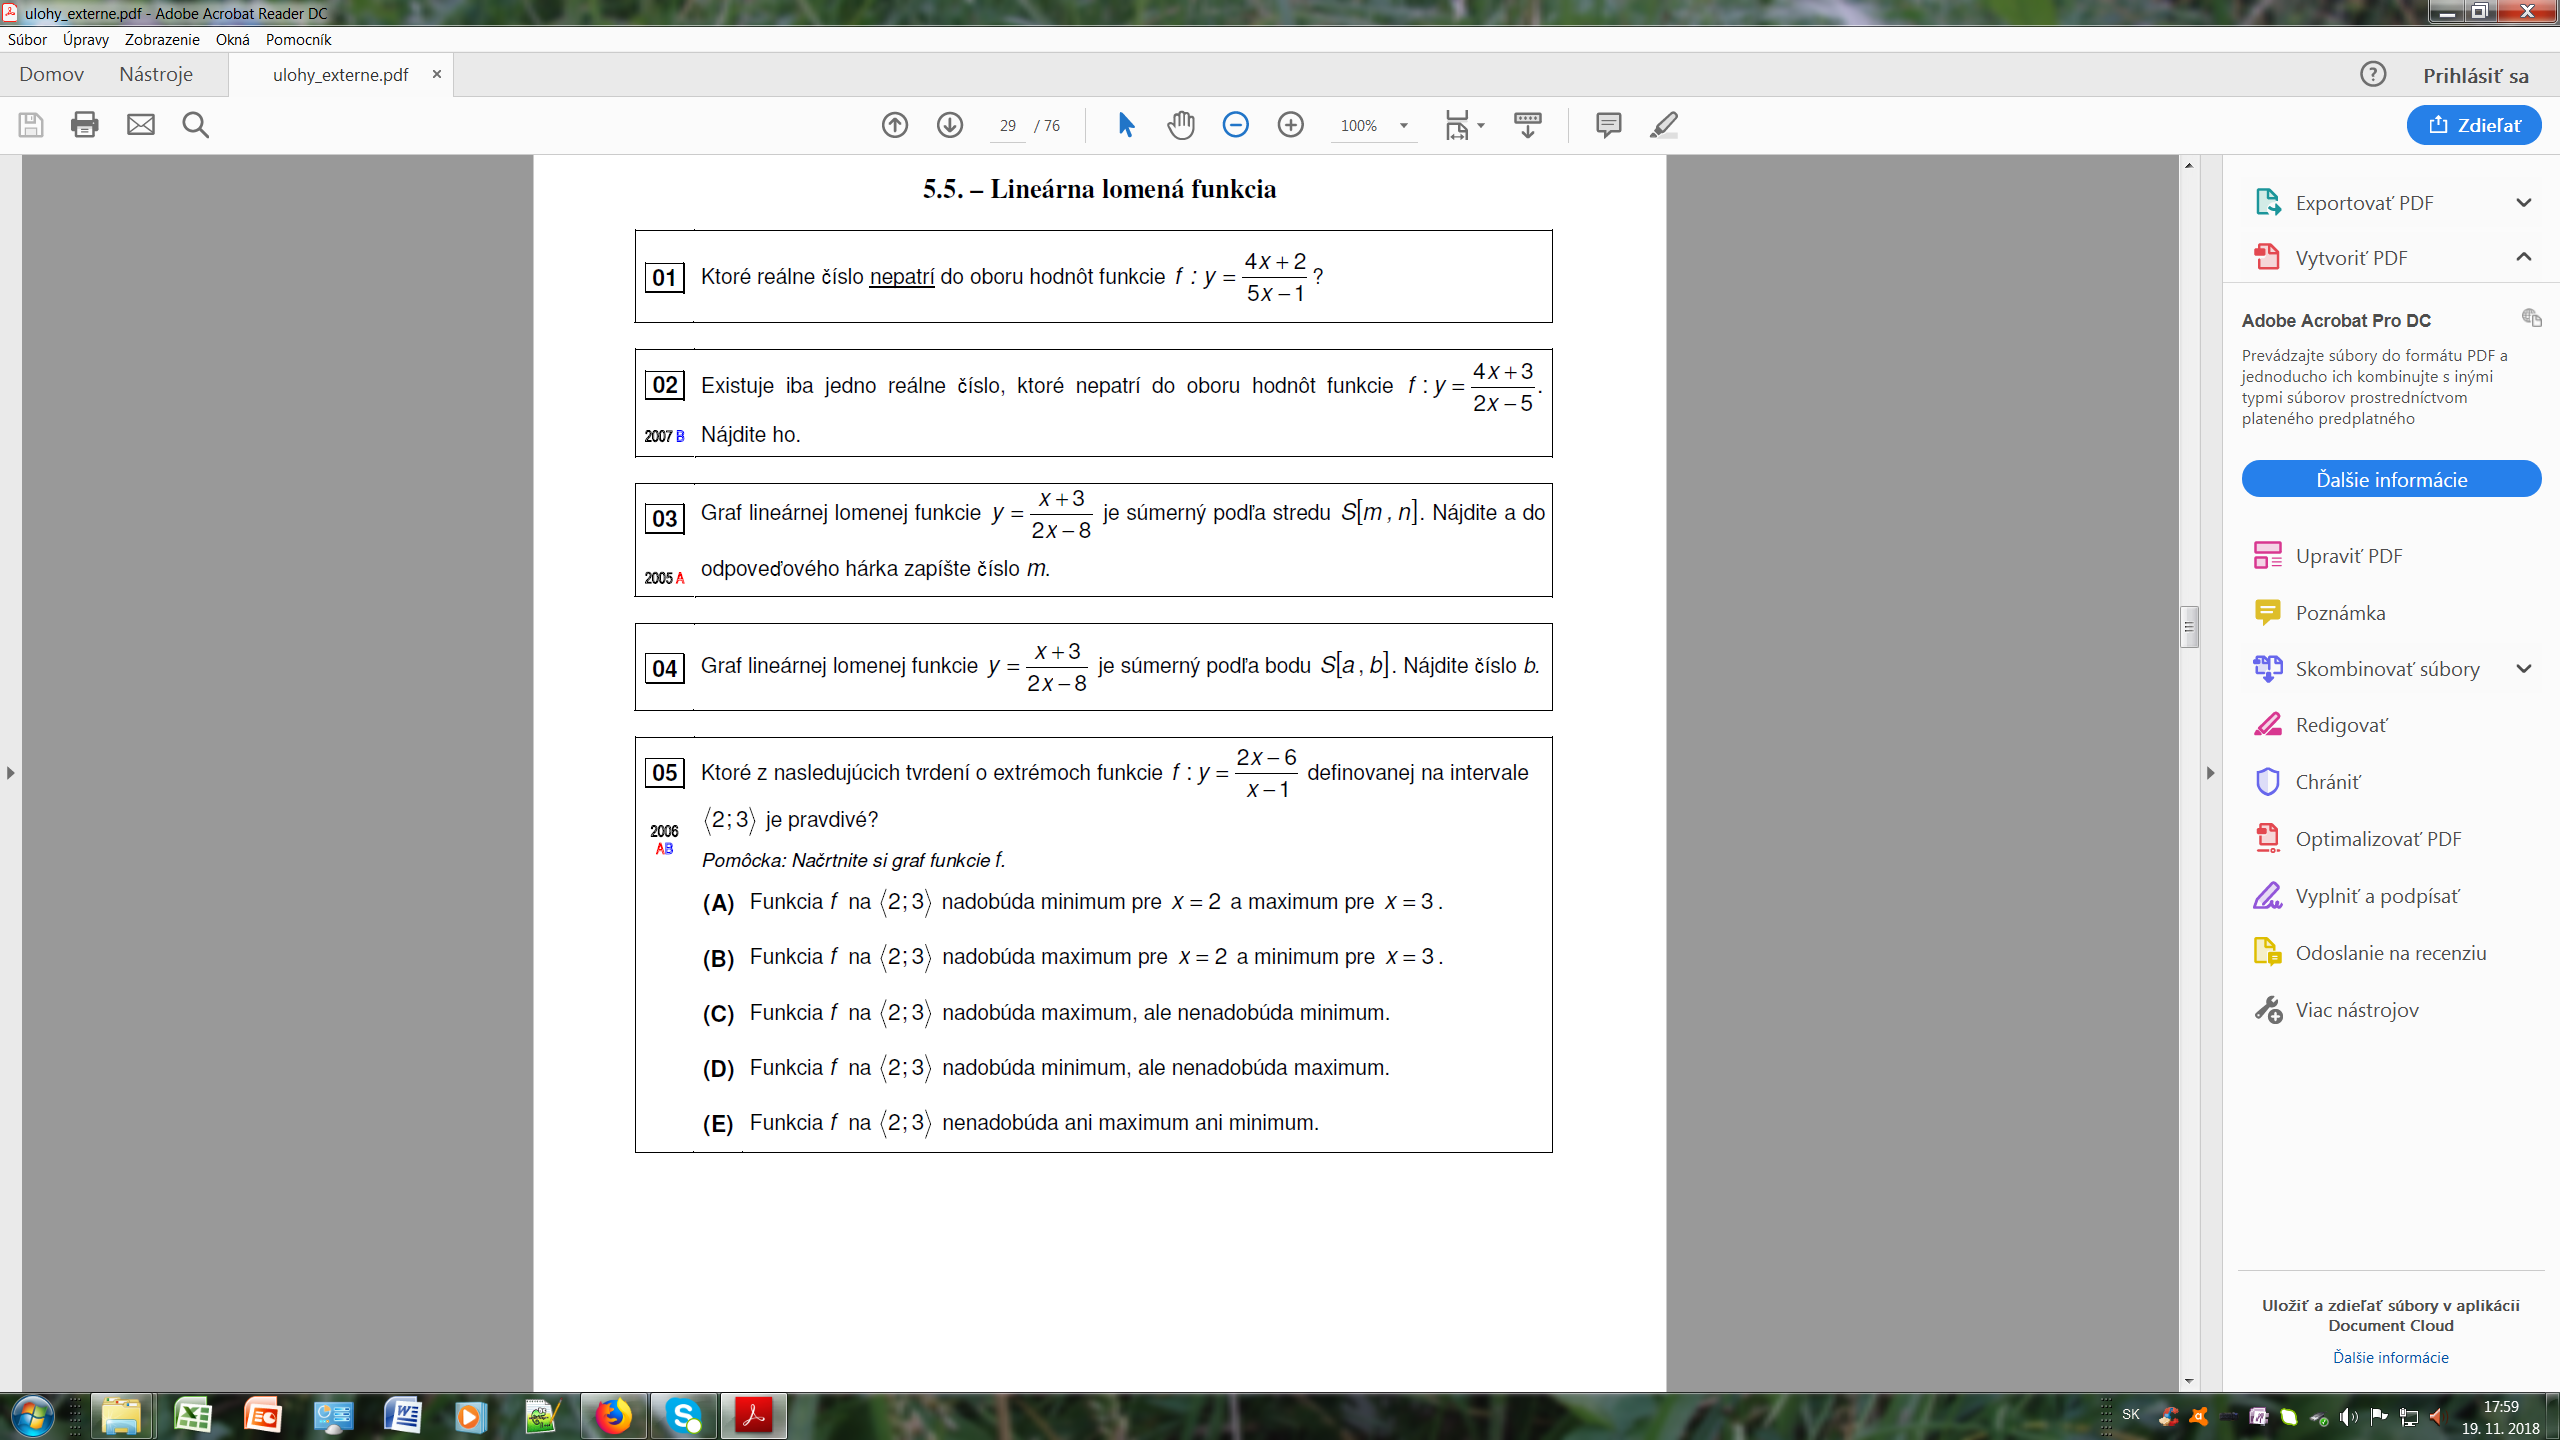 ulohy_externe.pdf - Adobe Acrobat Reader DC
Súbor Úpravy Zobrazenie Okná Pomocník
Domov Nástroje ulohy_externe.pdf × ? Prihlásiť sa
29 / 76 100% Zdieľať
5.5. – Lineárna lomená funkcia
01 Ktoré reálne číslo nepatrí do oboru hodnôt funkcie f : y = (4x + 2)/(5x – 1) ?
02 Existuje iba jedno reálne číslo, ktoré nepatrí do oboru hodnôt funkcie f : y = (4x + 3)/(2x – 5).
2007 B Nájdite ho.
03 Graf lineárnej lomenej funkcie y = (x + 3)/(2x – 8) je súmerný podľa stredu S[m , n]. Nájdite a do
2005 A odpoveďového hárka zapíšte číslo m.
04 Graf lineárnej lomenej funkcie y = (x + 3)/(2x – 8) je súmerný podľa bodu S[a , b]. Nájdite číslo b.
05 Ktoré z nasledujúcich tvrdení o extrémoch funkcie f : y = (2x – 6)/(x – 1) definovanej na intervale
2006 AB ⟨2; 3⟩ je pravdivé?
Pomôcka: Načrtnite si graf funkcie f.
(A) Funkcia f na ⟨2; 3⟩ nadobúda minimum pre x = 2 a maximum pre x = 3.
(B) Funkcia f na ⟨2; 3⟩ nadobúda maximum pre x = 2 a minimum pre x = 3.
(C) Funkcia f na ⟨2; 3⟩ nadobúda maximum, ale nenadobúda minimum.
(D) Funkcia f na ⟨2; 3⟩ nadobúda minimum, ale nenadobúda maximum.
(E) Funkcia f na ⟨2; 3⟩ nenadobúda ani maximum ani minimum.
Exportovať PDF
Vytvoriť PDF
Adobe Acrobat Pro DC
Prevádzajte súbory do formátu PDF a
jednoducho ich kombinujte s inými
typmi súborov prostredníctvom
plateného predplatného
Ďalšie informácie
Upraviť PDF
Poznámka
Skombinovať súbory
Redigovať
Chrániť
Optimalizovať PDF
Vyplniť a podpísať
Odoslanie na recenziu
Viac nástrojov
Uložiť a zdieľať súbory v aplikácii
Document Cloud
Ďalšie informácie
SK
17:59
19. 11. 2018